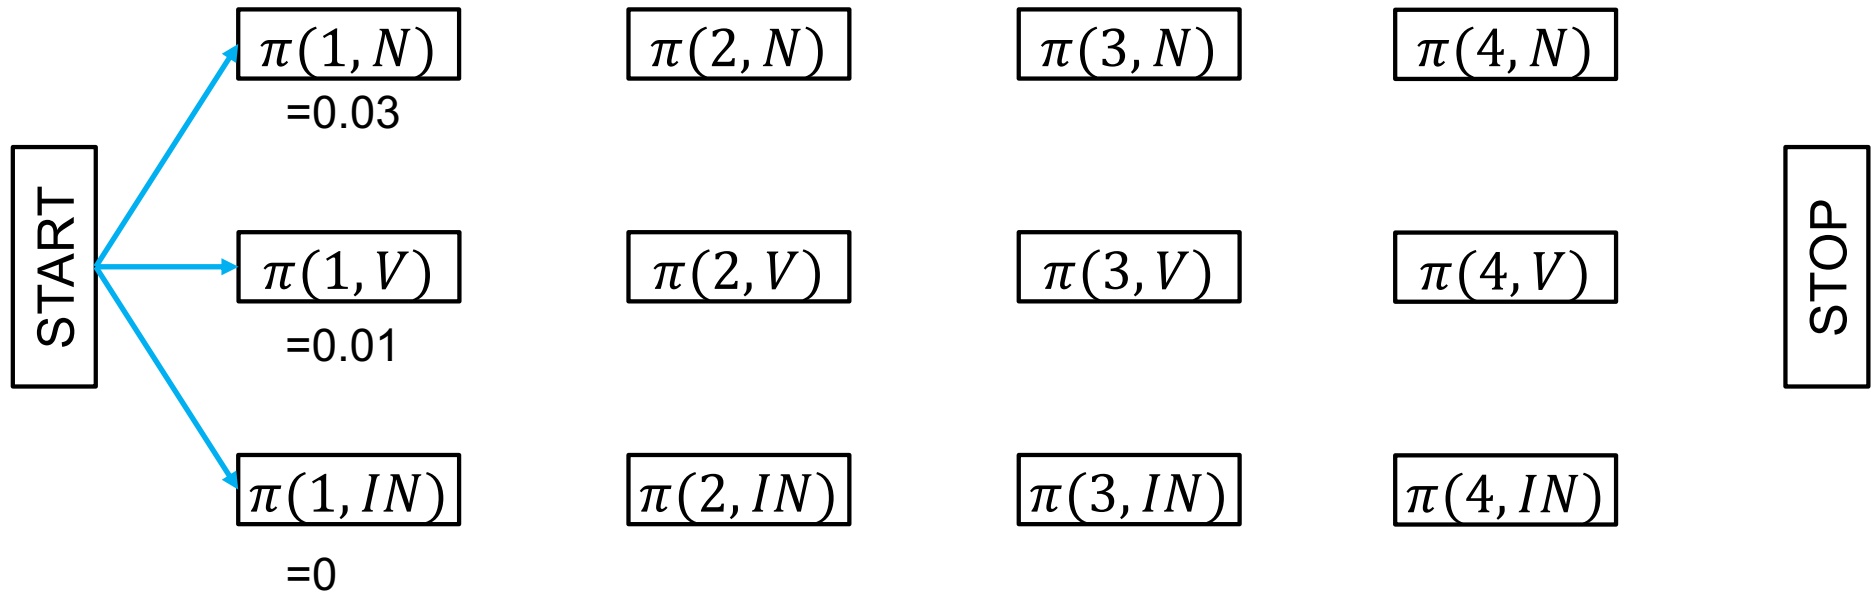 π(1, N) π(2, N) π(3, N) π(4, N)
=0.03
START
π(1, V) π(2, V) π(3, V) π(4, V)
STOP
=0.01
π(1, IN) π(2, IN) π(3, IN) π(4, IN)
=0